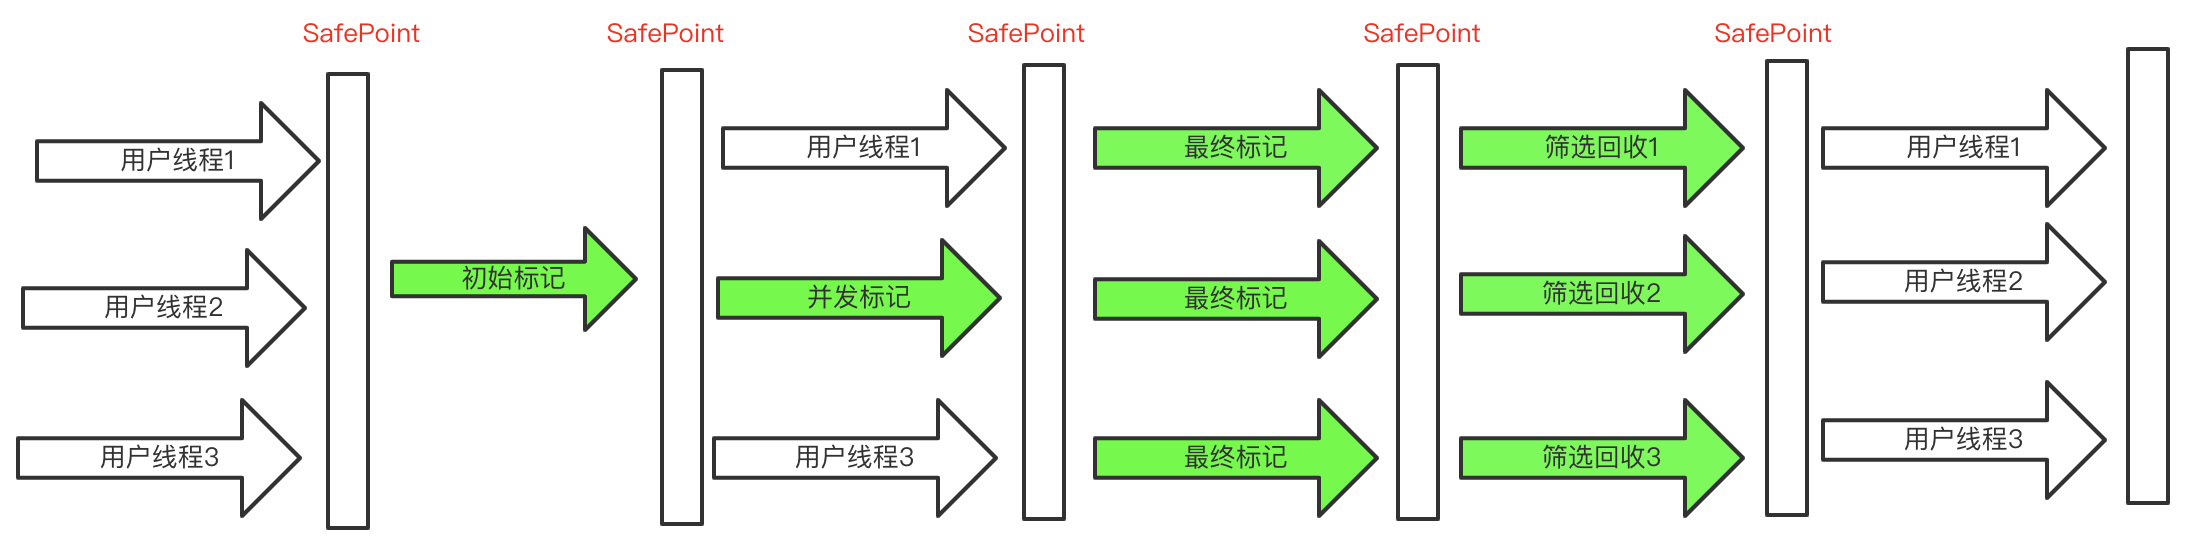 SafePoint
SafePoint
SafePoint
SafePoint
SafePoint
用户线程1
用户线程2
用户线程3
初始标记
用户线程1
并发标记
用户线程3
最终标记
最终标记
最终标记
筛选回收1
筛选回收2
筛选回收3
用户线程1
用户线程2
用户线程3